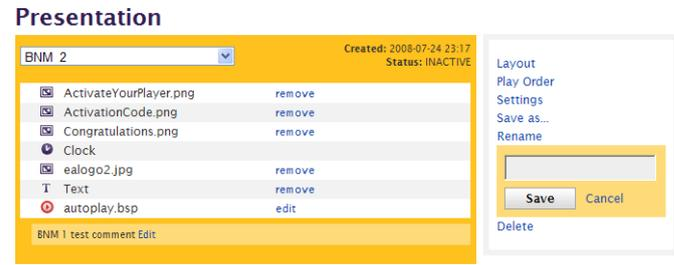 Presentation
BNM 2
Created: 2008-07-24 23:17
Status: INACTIVE
ActivateYourPlayer.png remove
ActivationCode.png remove
Congratulations.png remove
Clock
ealogo2.jpg remove
T Text remove
autoplay.bsp edit
BNM 1 test comment Edit
Layout
Play Order
Settings
Save as...
Rename
Save Cancel
Delete